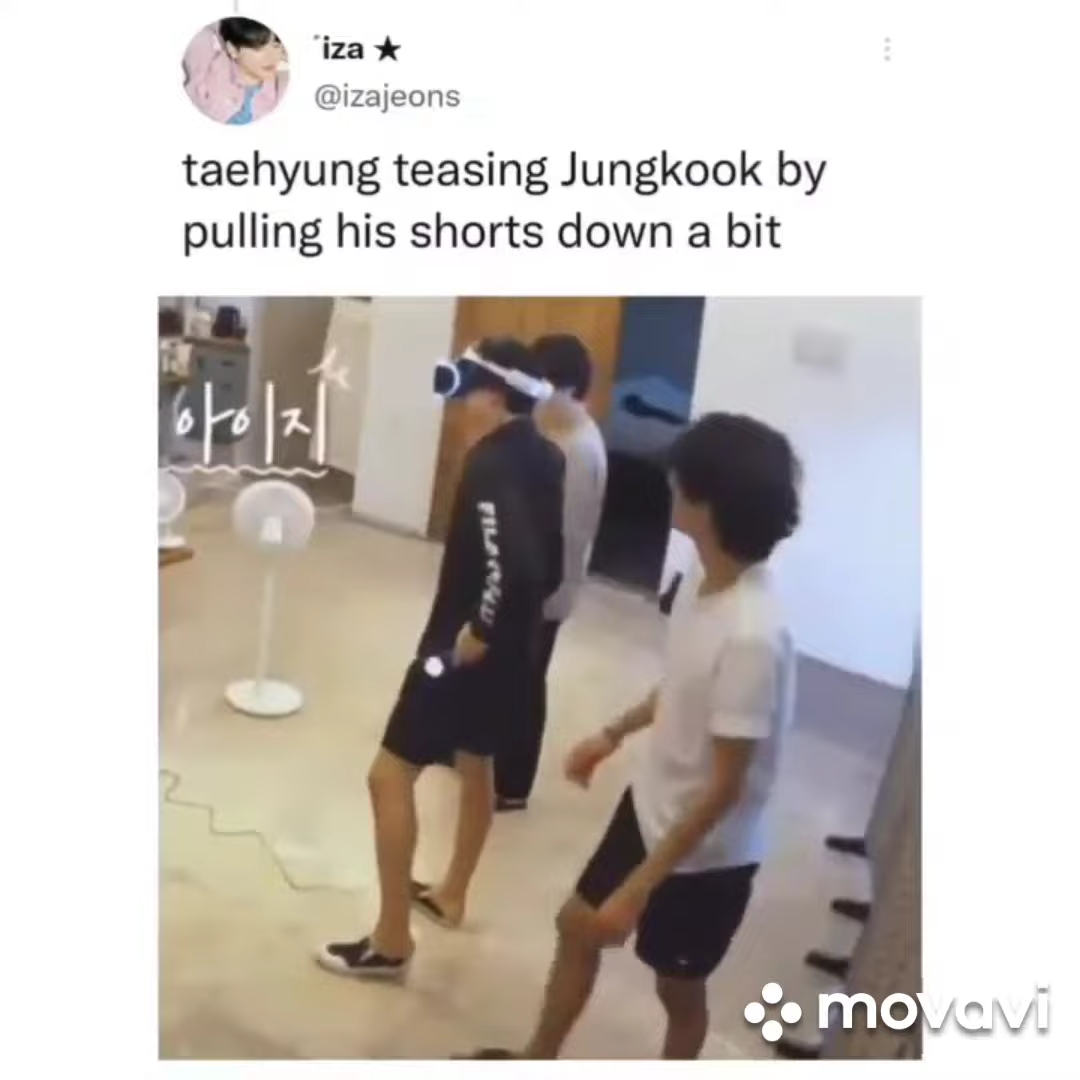 iza ★
@izajeons
taehyung teasing Jungkook by
pulling his shorts down a bit
아이지
movavi